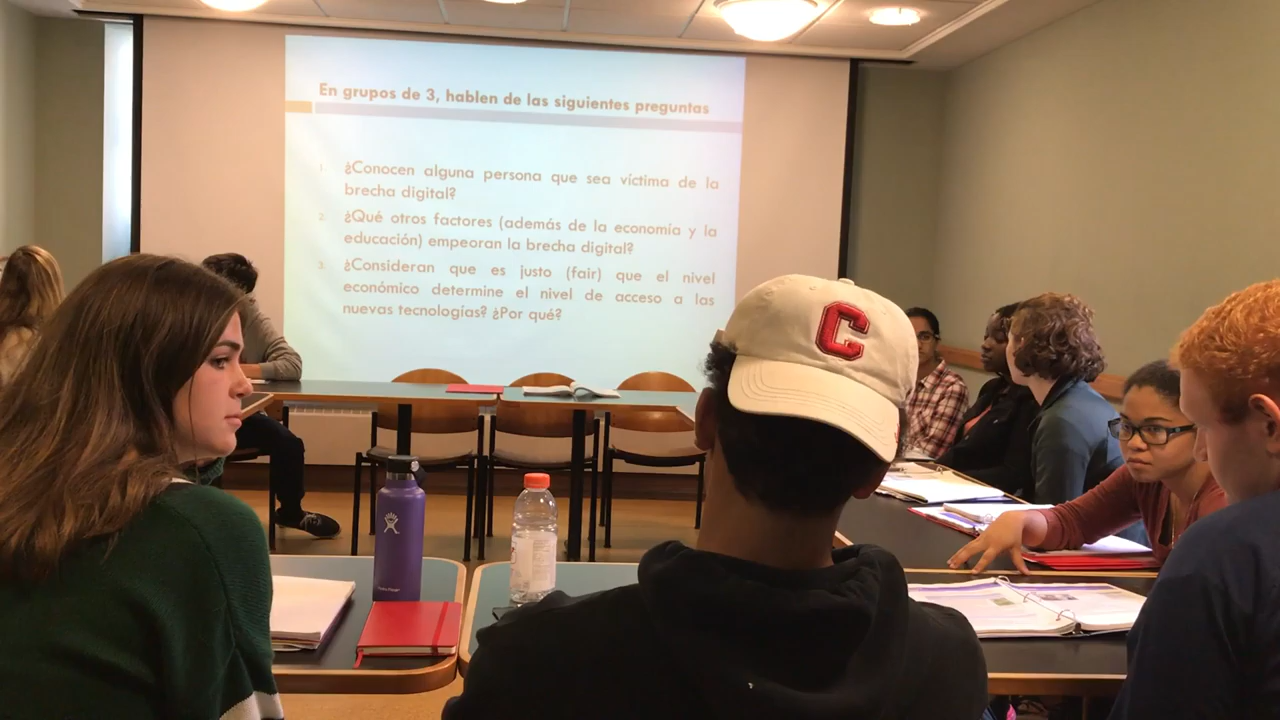 En grupos de 3, hablen de las siguientes preguntas
1. ¿Conocen alguna persona que sea víctima de la
brecha digital?
2. ¿Qué otros factores (además de la economía y la
educación) empeoran la brecha digital?
3. ¿Consideran que es justo (fair) que el nivel
económico determine el nivel de acceso a las
nuevas tecnologías? ¿Por qué?
C